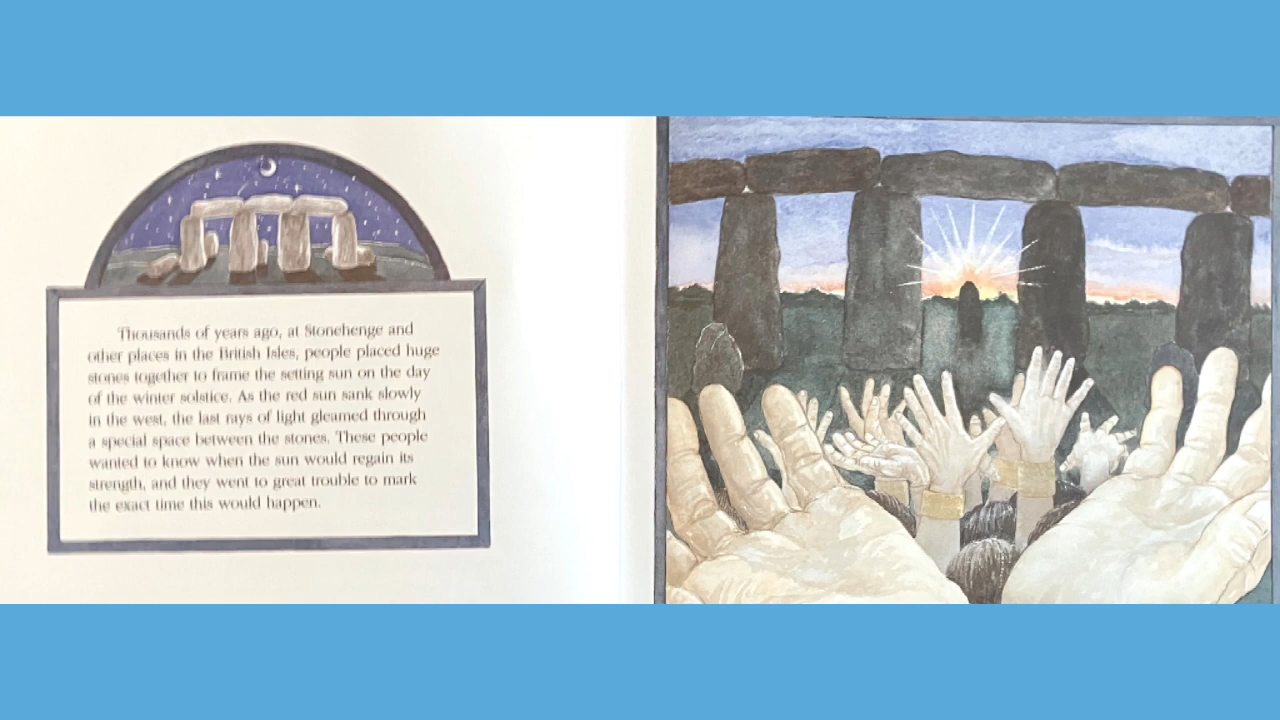 Thousands of years ago, at Stonehenge and
other places in the British Isles, people placed huge
stones together to frame the setting sun on the day
of the winter solstice. As the red sun sank slowly
in the west, the last rays of light gleamed through
a special space between the stones. These people
wanted to know when the sun would regain its
strength, and they went to great trouble to mark
the exact time this would happen.